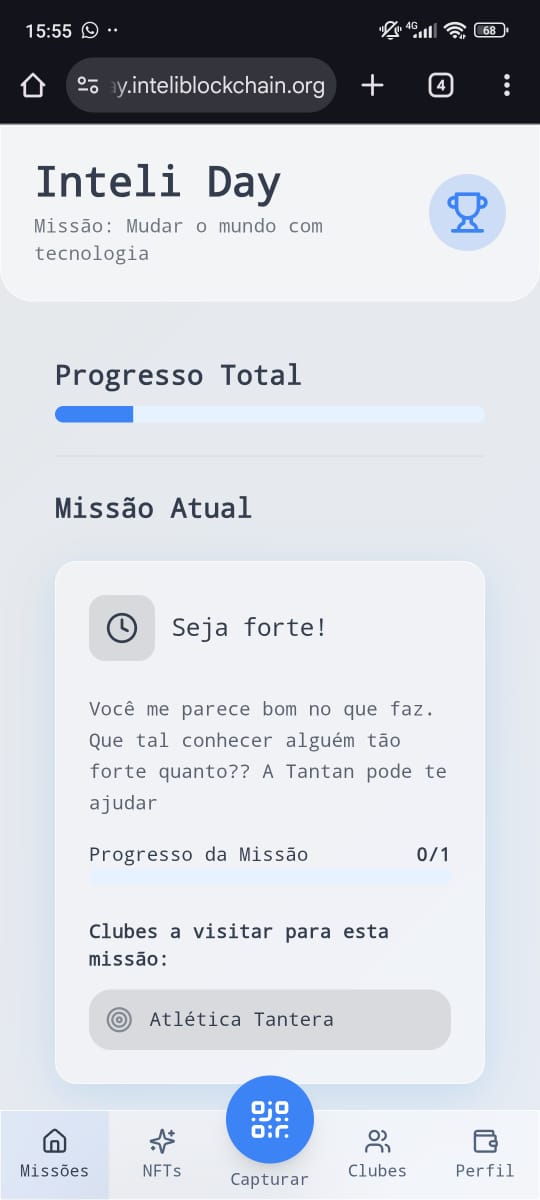 15:55
4G
68
y.inteliblockchain.org
4
Inteli Day
Missão: Mudar o mundo com
tecnologia
Progresso Total
Missão Atual
Seja forte!
Você me parece bom no que faz.
Que tal conhecer alguém tão
forte quanto?? A Tantan pode te
ajudar
Progresso da Missão 0/1
Clubes a visitar para esta
missão:
Atlética Tantera
Missões NFTs Capturar Clubes Perfil